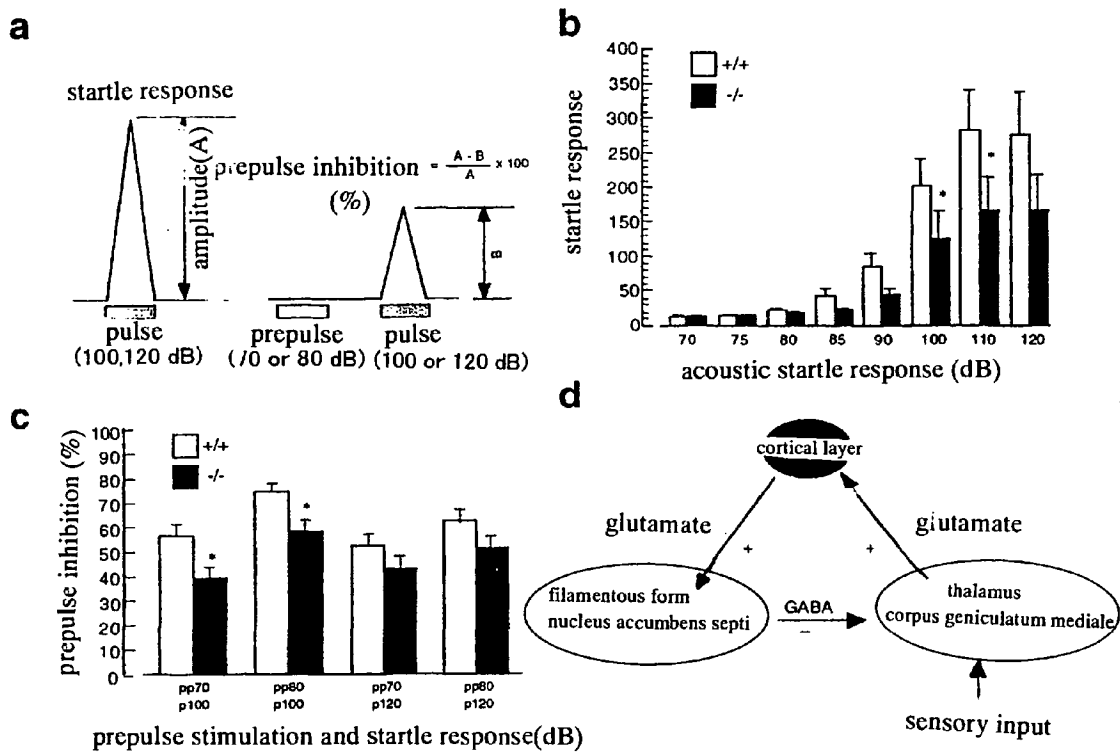 a
startle response
amplitude(A)
prepulse inhibition = A - B / A × 100
(%)
B
pulse
(100,120 dB)
prepulse
(70 or 80 dB)
pulse
(100 or 120 dB)
b
400
350
300
250
200
150
100
50
0
startle response
+/+
-/-
*
*
70 75 80 85 90 100 110 120
acoustic startle response (dB)
c
100
90
80
70
60
50
40
30
20
10
0
prepulse inhibition (%)
+/+
-/-
*
*
pp70 pp80 pp70 pp80
p100 p100 p120 p120
prepulse stimulation and startle response(dB)
d
cortical layer
glutamate
glutamate
+
+
filamentous form
nucleus accumbens septi
GABA
−
thalamus
corpus geniculatum mediale
sensory input